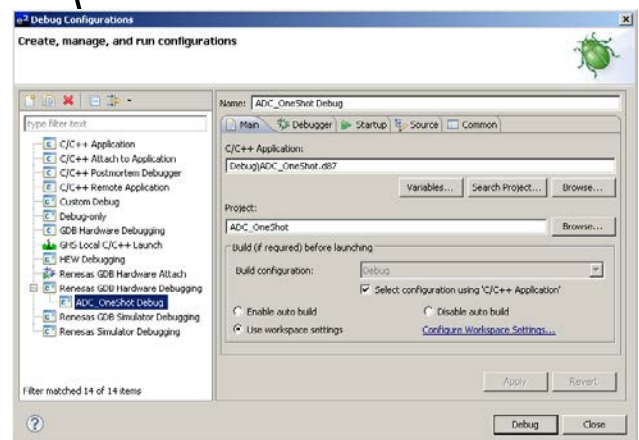 e² Debug Configurations
Create, manage, and run configurations
type filter text
C/C++ Application
C/C++ Attach to Application
C/C++ Postmortem Debugger
C/C++ Remote Application
Custom Debug
Debug-only
GDB Hardware Debugging
GHS Local C/C++ Launch
HEW Debugging
Renesas GDB Hardware Attach
Renesas GDB Hardware Debugging
ADC_OneShot Debug
Renesas GDB Simulator Debugging
Renesas Simulator Debugging
Filter matched 14 of 14 items
Name: ADC_OneShot Debug
Main Debugger Startup Source Common
C/C++ Application:
Debug\ADC_OneShot.d87
Variables... Search Project... Browse...
Project:
ADC_OneShot Browse...
Build (if required) before launching
Build configuration: Debug
Select configuration using 'C/C++ Application'
Enable auto build Disable auto build
Use workspace settings Configure Workspace Settings...
Apply Revert
? Debug Close